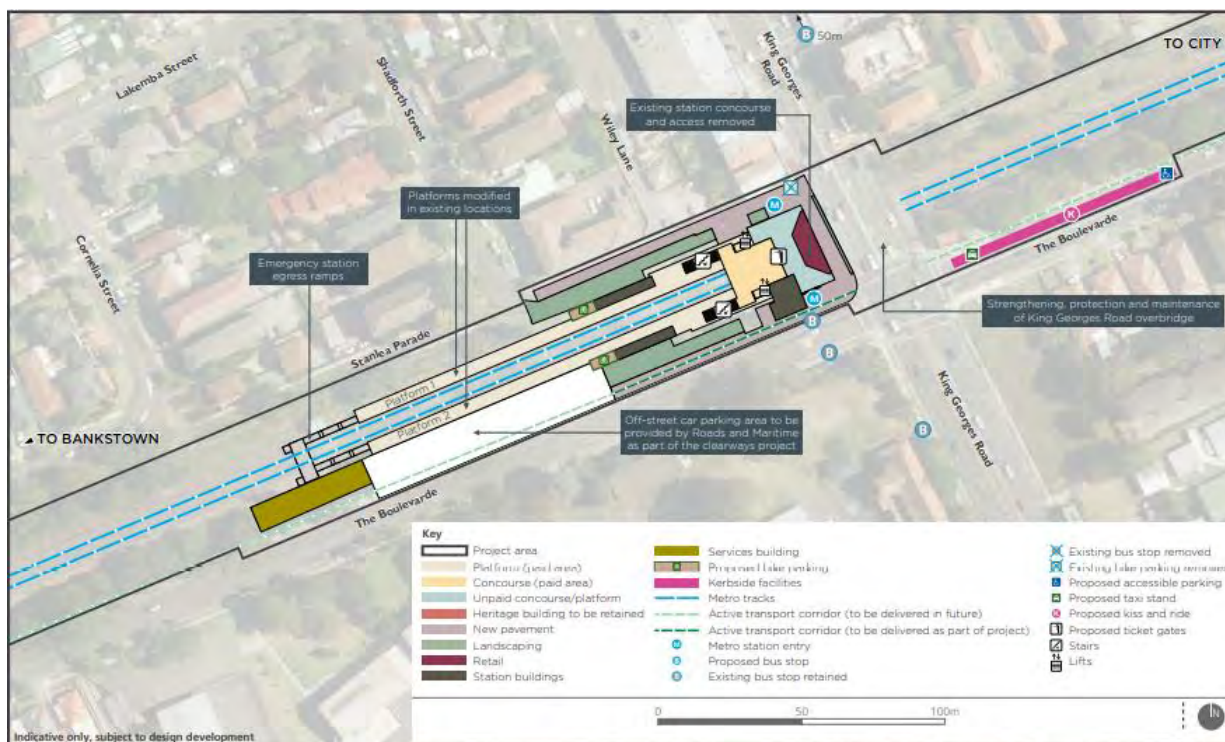 B 50m
King Georges
Road
TO CITY
Lakemba Street
Shadforth Street
Wiley Lane
Existing station concourse
and access removed
Platforms modified
in existing locations
M
K
The Boulevarde
Cornelia Street
Emergency station
egress ramps
M
B
B
Strengthening, protection and maintenance
of King Georges Road overbridge
Stanlea Parade
Platform 1
Platform 2
King Georges Road
B
TO BANKSTOWN
Off-street car parking area to be
provided by Roads and Maritime
as part of the clearways project
The Boulevarde
Key
Project area
Platform (paid area)
Concourse (paid area)
Unpaid concourse/platform
Heritage building to be retained
New pavement
Landscaping
Retail
Station buildings
Services building
Proposed bike parking
Kerbside facilities
Metro tracks
Active transport corridor (to be delivered in future)
Active transport corridor (to be delivered as part of project)
M Metro station entry
B Proposed bus stop
B Existing bus stop retained
Existing bus stop removed
Existing bike parking removed
Proposed accessible parking
Proposed taxi stand
K Proposed kiss and ride
Proposed ticket gates
Stairs
Lifts
0 50 100m
N
Indicative only, subject to design development